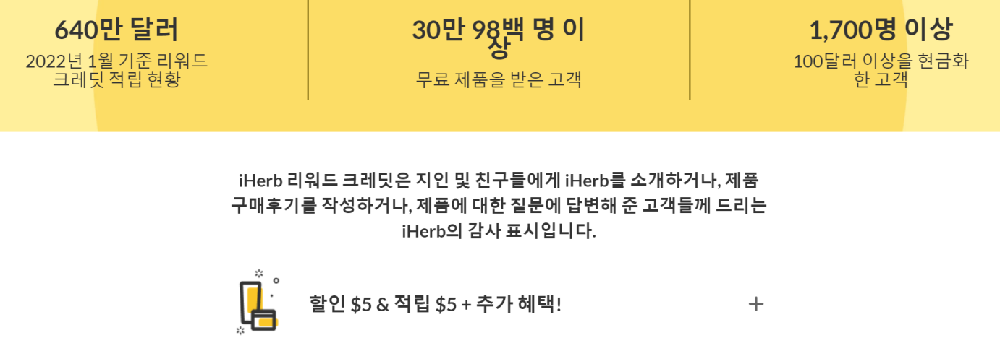 640만 달러
2022년 1월 기준 리워드
크레딧 적립 현황
30만 98백 명 이
상
무료 제품을 받은 고객
1,700명 이상
100달러 이상을 현금화
한 고객
iHerb 리워드 크레딧은 지인 및 친구들에게 iHerb를 소개하거나, 제품
구매후기를 작성하거나, 제품에 대한 질문에 답변해 준 고객들께 드리는
iHerb의 감사 표시입니다.
할인 $5 & 적립 $5 + 추가 혜택!